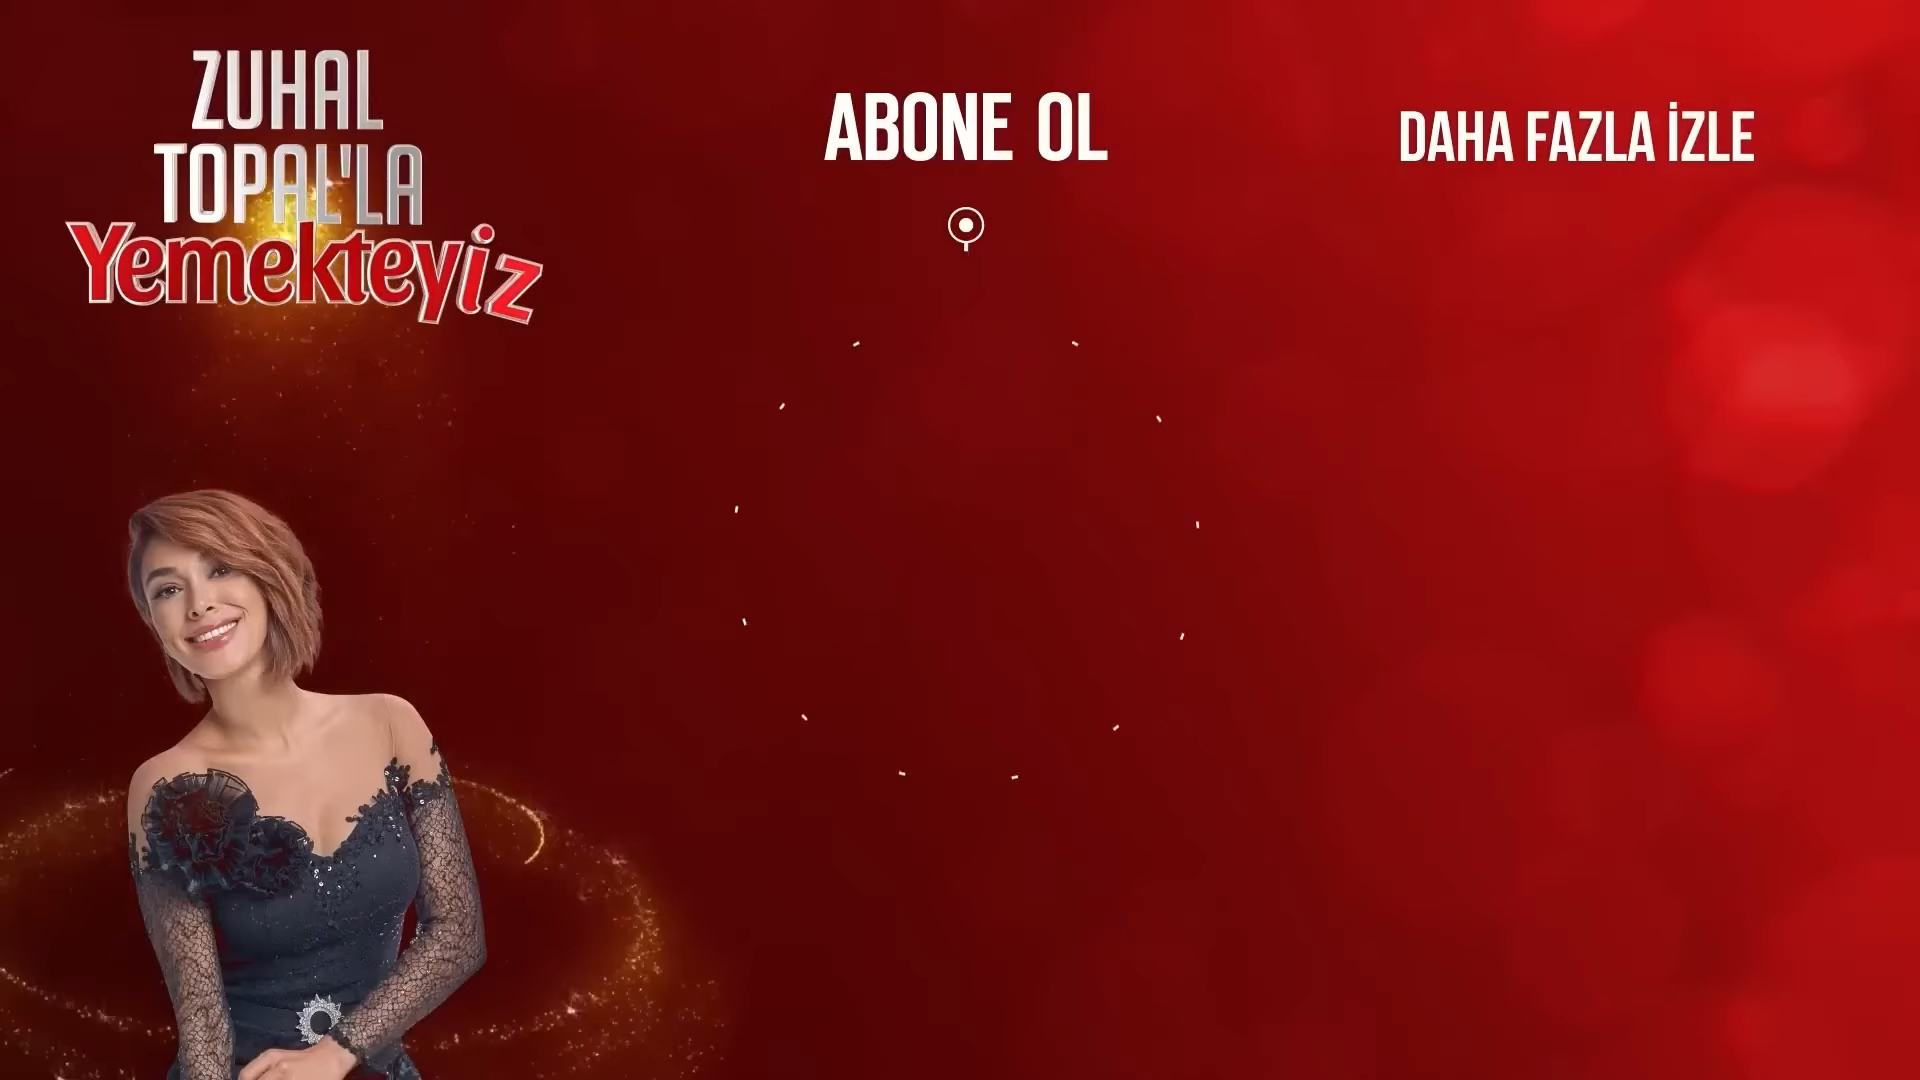 ZUHAL
TOPAL'LA
Yemekteyiz
ABONE OL
DAHA FAZLA İZLE